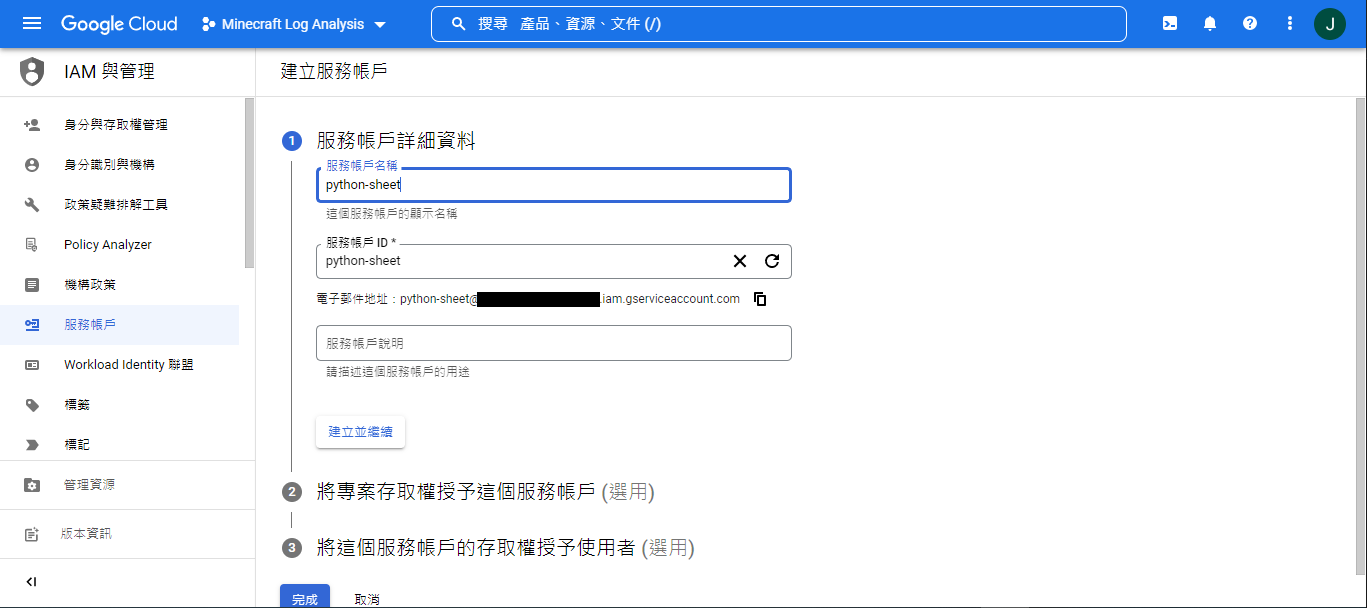 Google Cloud
Minecraft Log Analysis
搜尋 產品、資源、文件 (/)
J
IAM 與管理
建立服務帳戶
身分與存取權管理
身分識別與機構
政策疑難排解工具
Policy Analyzer
機構政策
服務帳戶
Workload Identity 聯盟
標籤
標記
管理資源
版本資訊
1 服務帳戶詳細資料
服務帳戶名稱
python-sheet
這個服務帳戶的顯示名稱
服務帳戶 ID *
python-sheet
電子郵件地址：python-sheet@ .iam.gserviceaccount.com
服務帳戶說明
請描述這個服務帳戶的用途
建立並繼續
2 將專案存取權授予這個服務帳戶 (選用)
3 將這個服務帳戶的存取權授予使用者 (選用)
完成 取消